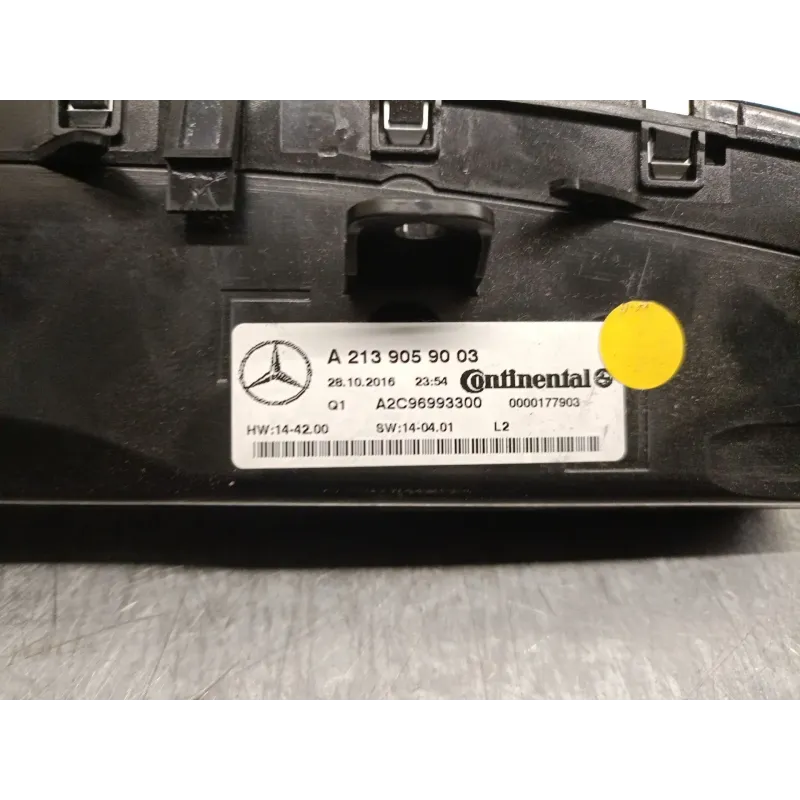 A 213 905 90 03
28.10.2016 23:54 Continental
Q1 A2C96993300 0000177903
HW:14-42.00 SW:14-04.01 L2